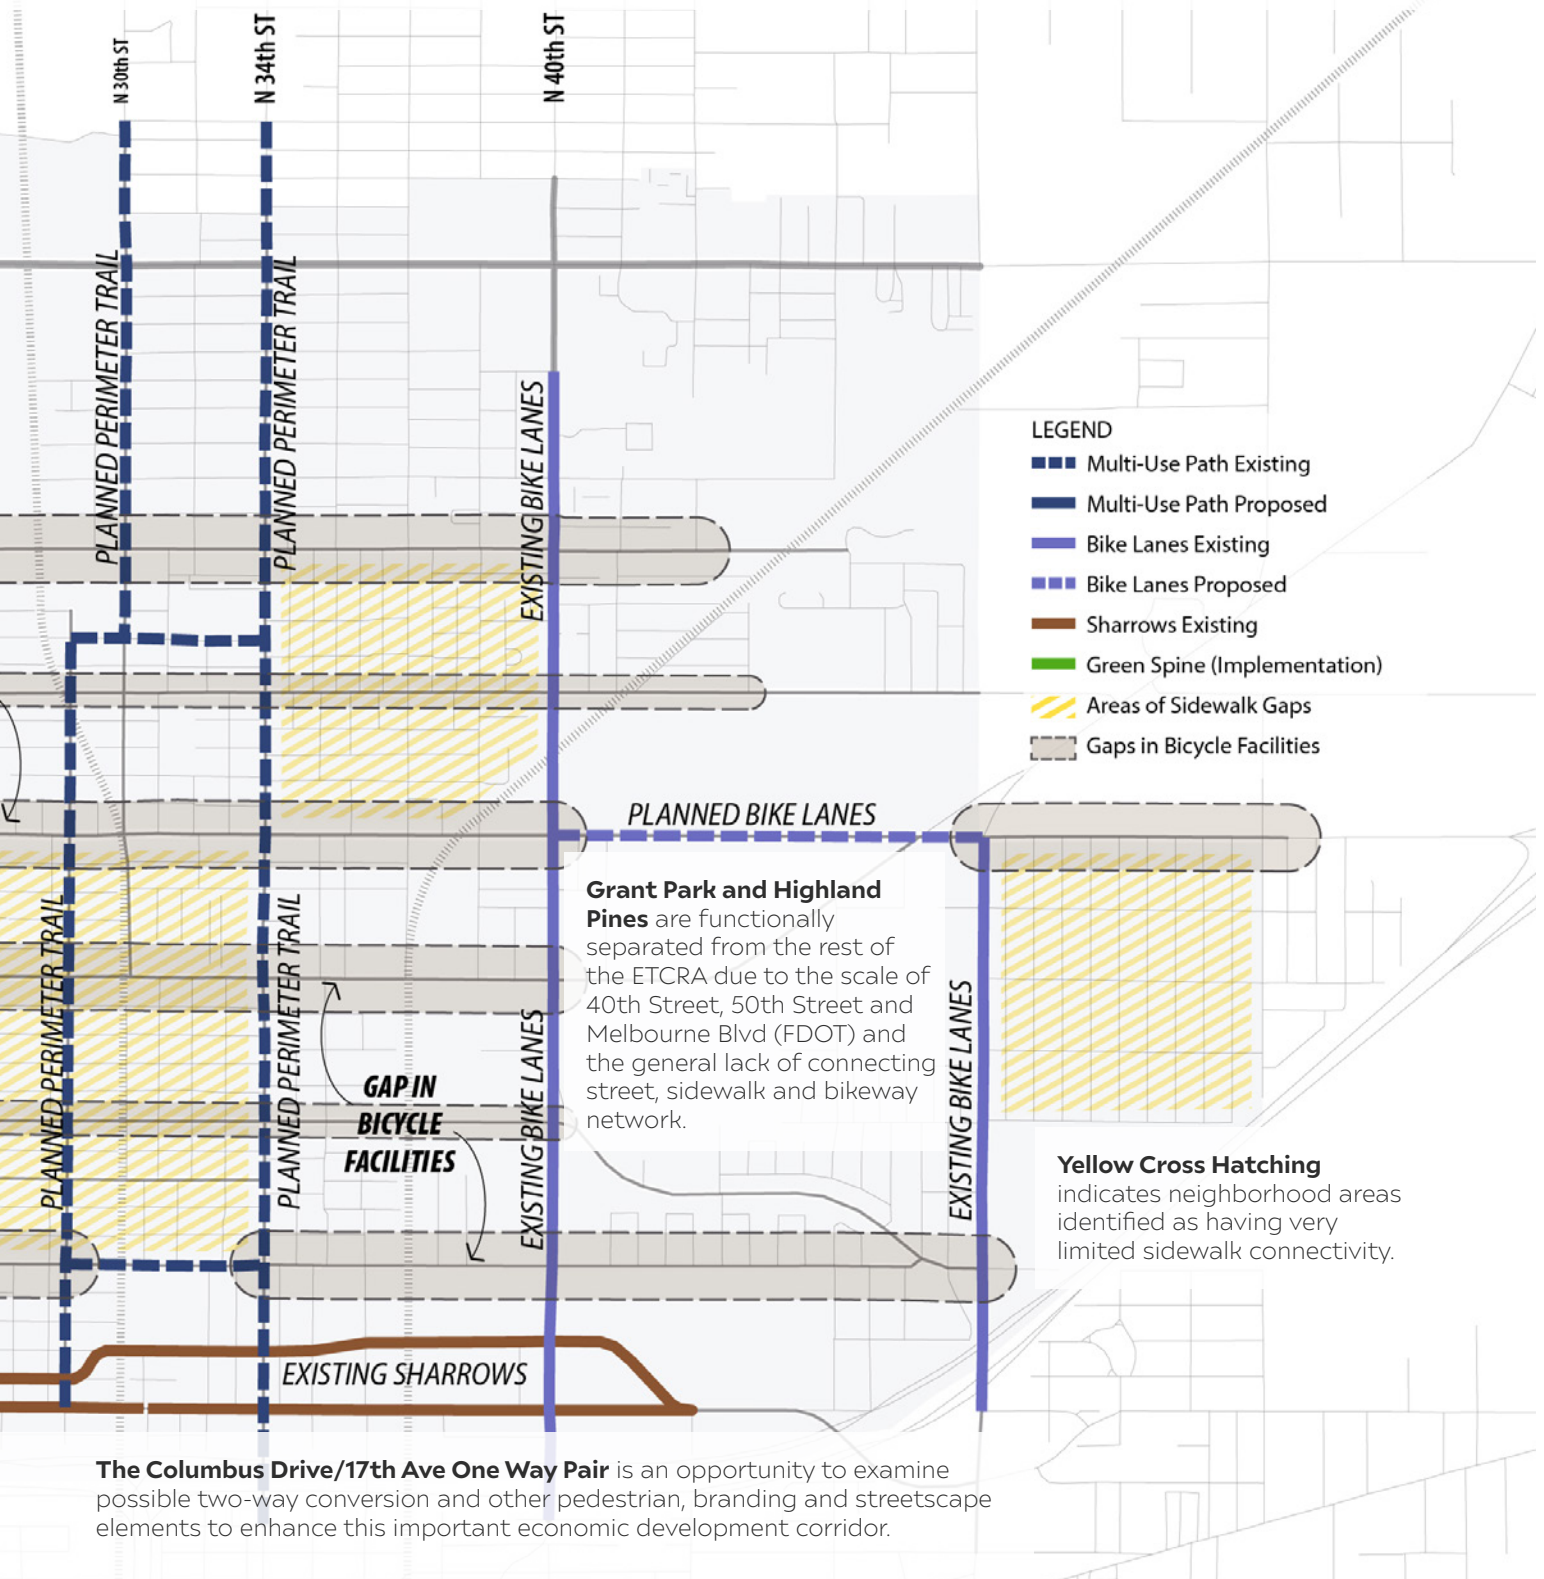 N 30th ST
N 34th ST
N 40th ST
PLANNED PERIMETER TRAIL
PLANNED PERIMETER TRAIL
EXISTING BIKE LANES
LEGEND
Multi-Use Path Existing
Multi-Use Path Proposed
Bike Lanes Existing
Bike Lanes Proposed
Sharrows Existing
Green Spine (Implementation)
Areas of Sidewalk Gaps
Gaps in Bicycle Facilities
PLANNED BIKE LANES
Grant Park and Highland
Pines are functionally
separated from the rest of
the ETCRA due to the scale of
40th Street, 50th Street and
Melbourne Blvd (FDOT) and
the general lack of connecting
street, sidewalk and bikeway
network.
PLANNED PERIMETER TRAIL
PLANNED PERIMETER TRAIL
GAP IN
BICYCLE
FACILITIES
EXISTING BIKE LANES
EXISTING BIKE LANES
Yellow Cross Hatching
indicates neighborhood areas
identified as having very
limited sidewalk connectivity.
EXISTING SHARROWS
The Columbus Drive/17th Ave One Way Pair is an opportunity to examine
possible two-way conversion and other pedestrian, branding and streetscape
elements to enhance this important economic development corridor.